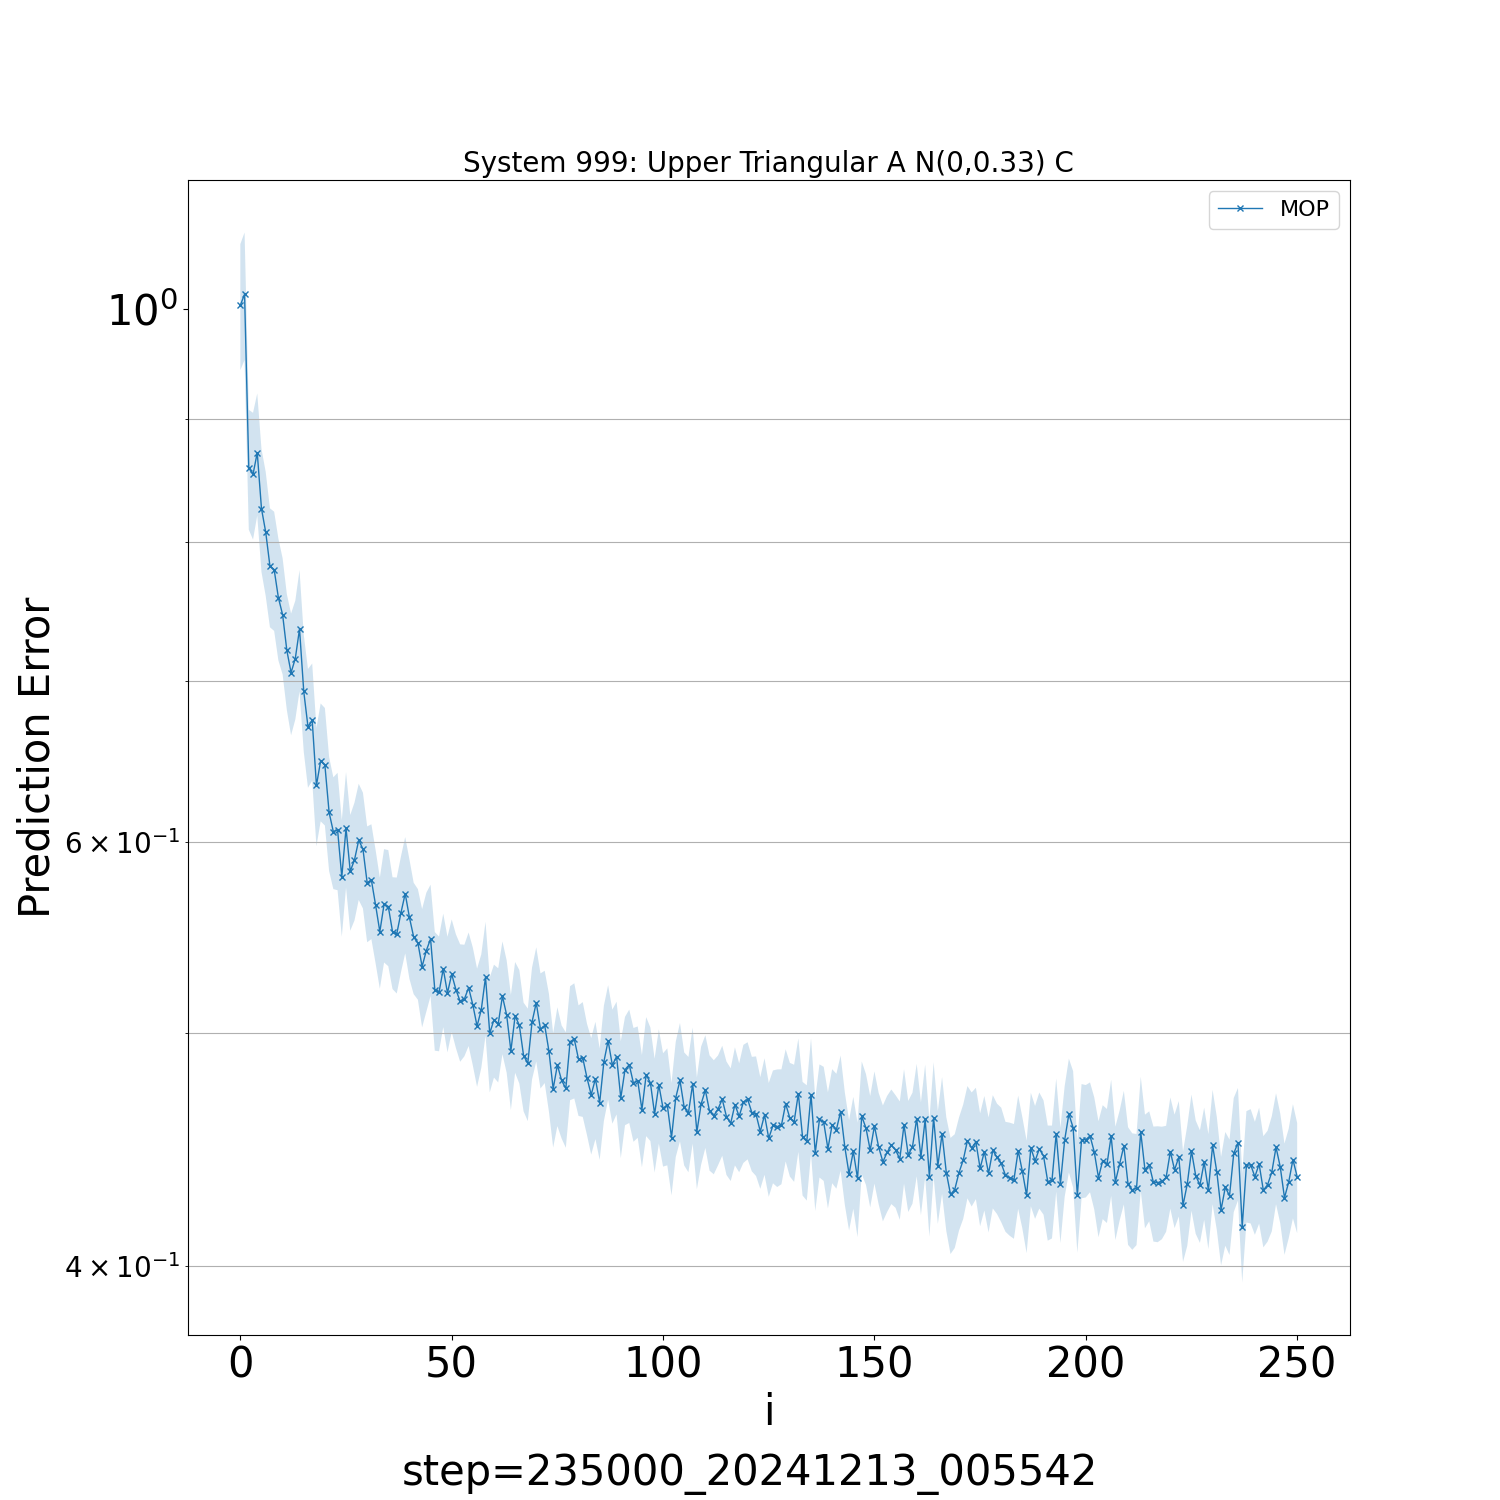 System 999: Upper Triangular A N(0,0.33) C
MOP
10⁰
6 × 10⁻¹
4 × 10⁻¹
Prediction Error
0 50 100 150 200 250
i
step=235000_20241213_005542